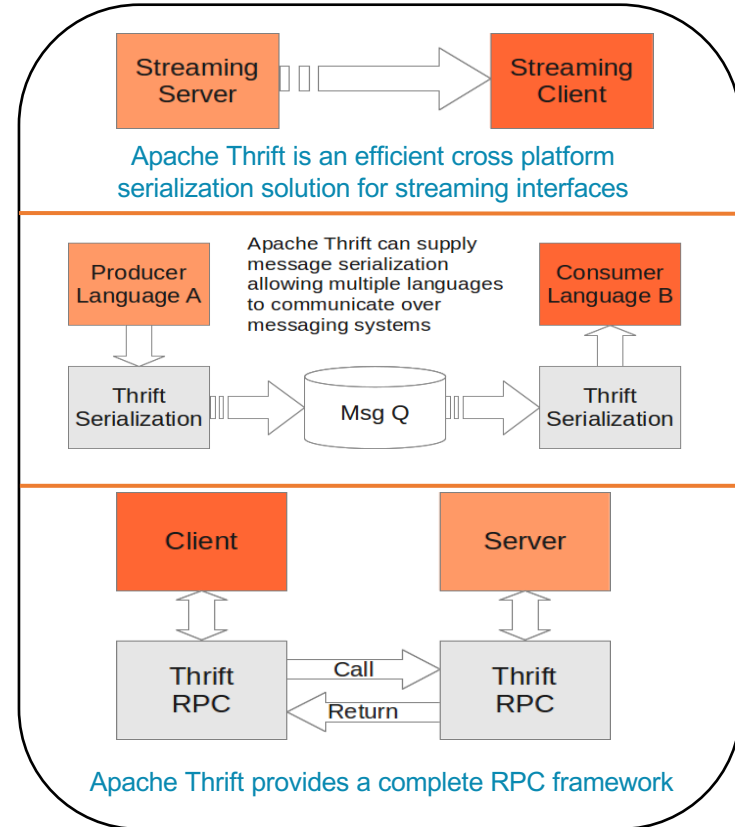 Streaming
Server
Streaming
Client
Apache Thrift is an efficient cross platform
serialization solution for streaming interfaces
Producer
Language A
Apache Thrift can supply
message serialization
allowing multiple languages
to communicate over
messaging systems
Consumer
Language B
Thrift
Serialization
Msg Q
Thrift
Serialization
Client
Server
Thrift
RPC
Call
Return
Thrift
RPC
Apache Thrift provides a complete RPC framework